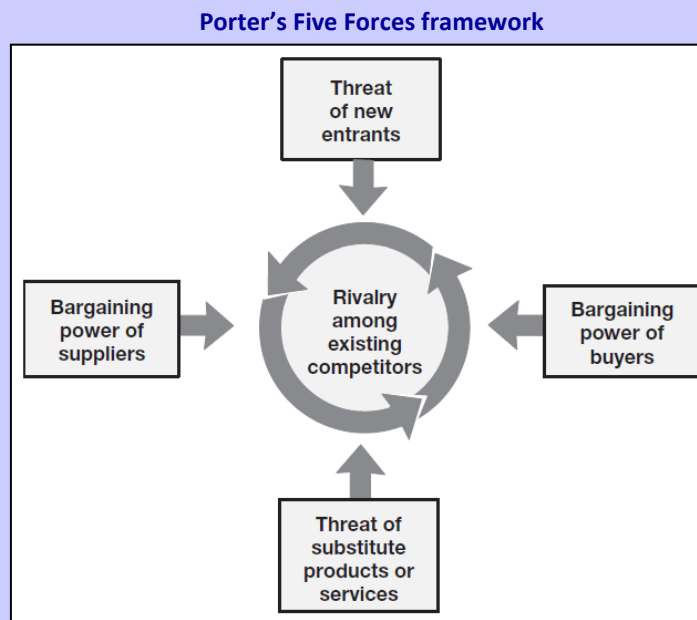 Porter’s Five Forces framework
Threat
of new
entrants
Bargaining
power of
suppliers
Rivalry
among
existing
competitors
Bargaining
power of
buyers
Threat of
substitute
products or
services